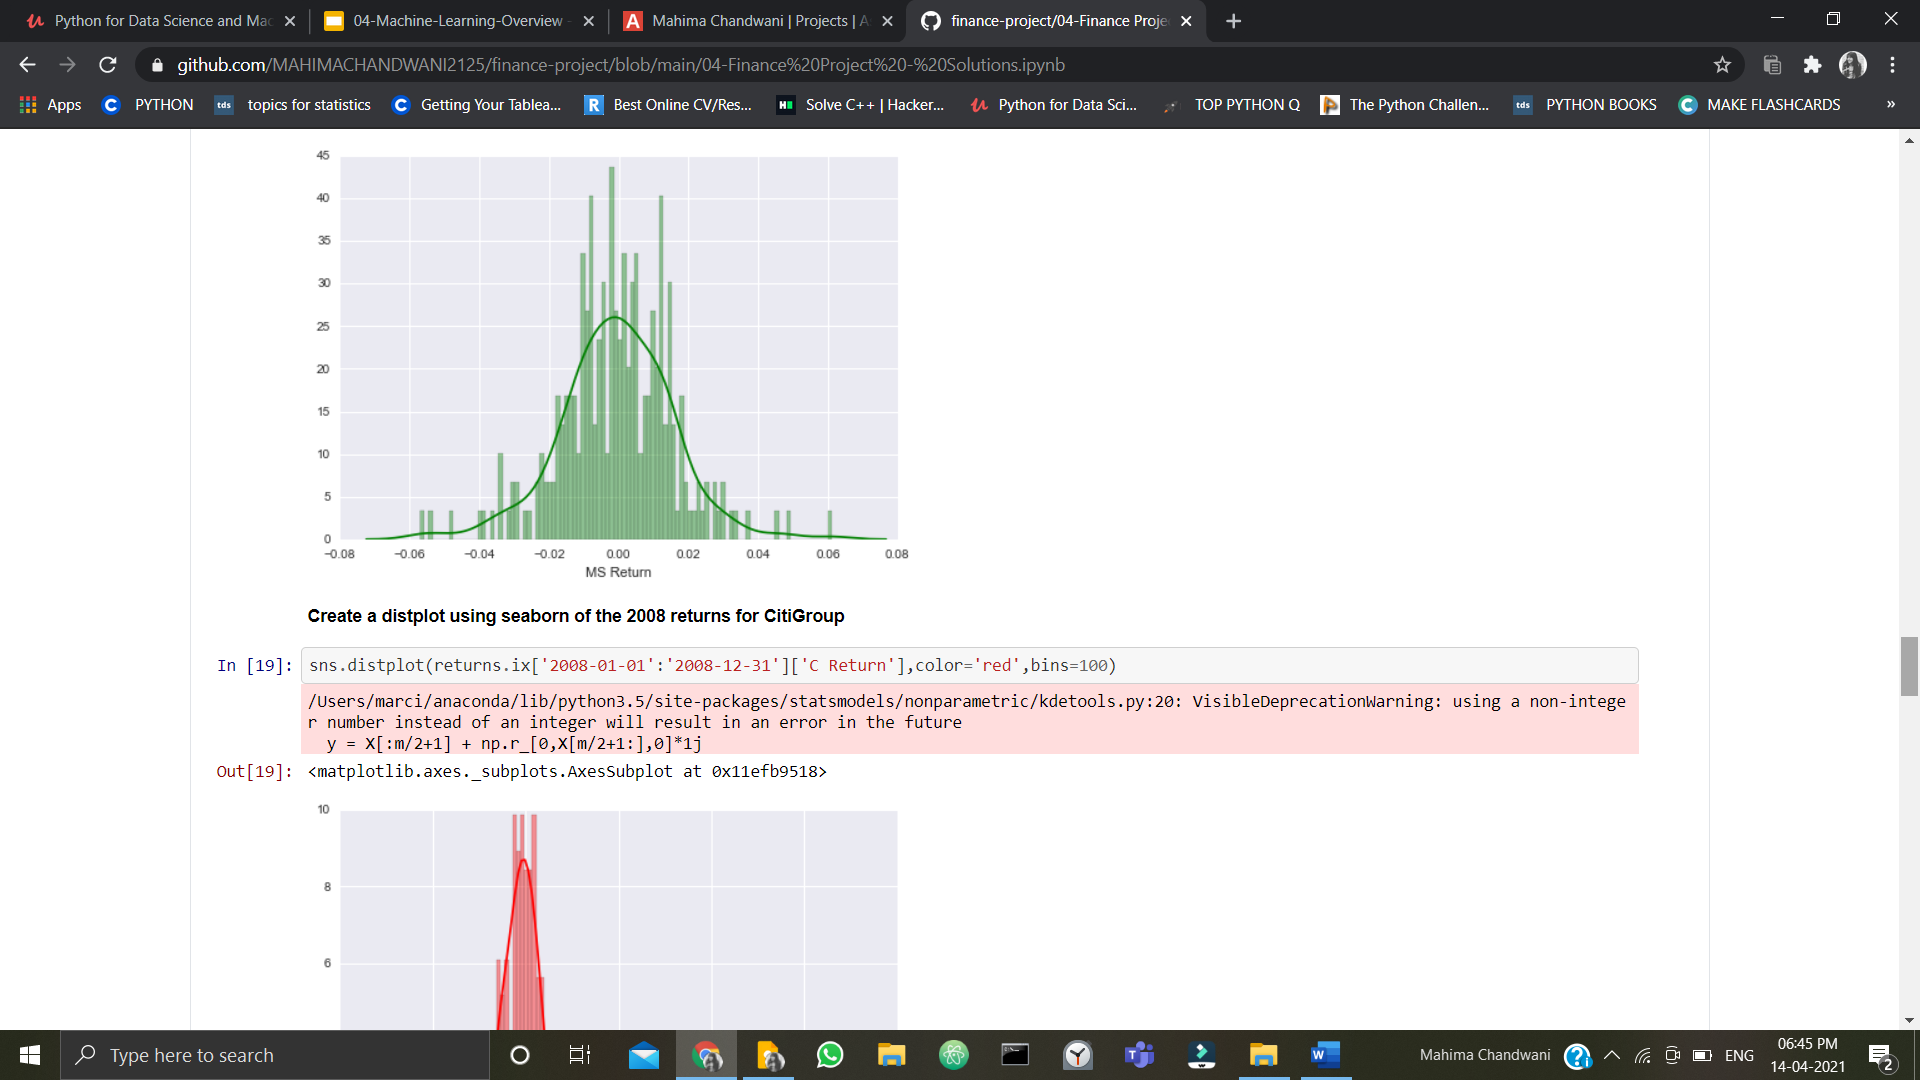 Python for Data Science and Mac
04-Machine-Learning-Overview -
Mahima Chandwani | Projects | A
finance-project/04-Finance Proje
github.com/MAHIMACHANDWANI2125/finance-project/blob/main/04-Finance%20Project%20-%20Solutions.ipynb
Apps PYTHON topics for statistics Getting Your Tablea... Best Online CV/Res... Solve C++ | Hacker... Python for Data Sci... TOP PYTHON Q The Python Challen... PYTHON BOOKS MAKE FLASHCARDS »
45
40
35
30
25
20
15
10
5
0
−0.08 −0.06 −0.04 −0.02 0.00 0.02 0.04 0.06 0.08
MS Return
Create a distplot using seaborn of the 2008 returns for CitiGroup
In [19]: sns.distplot(returns.ix['2008-01-01':'2008-12-31']['C Return'],color='red',bins=100)
/Users/marci/anaconda/lib/python3.5/site-packages/statsmodels/nonparametric/kdetools.py:20: VisibleDeprecationWarning: using a non-intege
r number instead of an integer will result in an error in the future
y = X[:m/2+1] + np.r_[0,X[m/2+1:],0]*1j
Out[19]: <matplotlib.axes._subplots.AxesSubplot at 0x11efb9518>
10
8
6
Type here to search
Mahima Chandwani
ENG
06:45 PM
14-04-2021
2